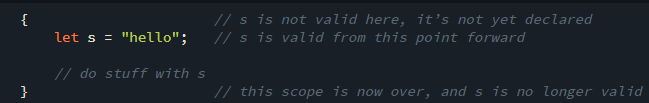 {                        // s is not valid here, it’s not yet declared
    let s = "hello";   // s is valid from this point forward
    // do stuff with s
}                        // this scope is now over, and s is no longer valid